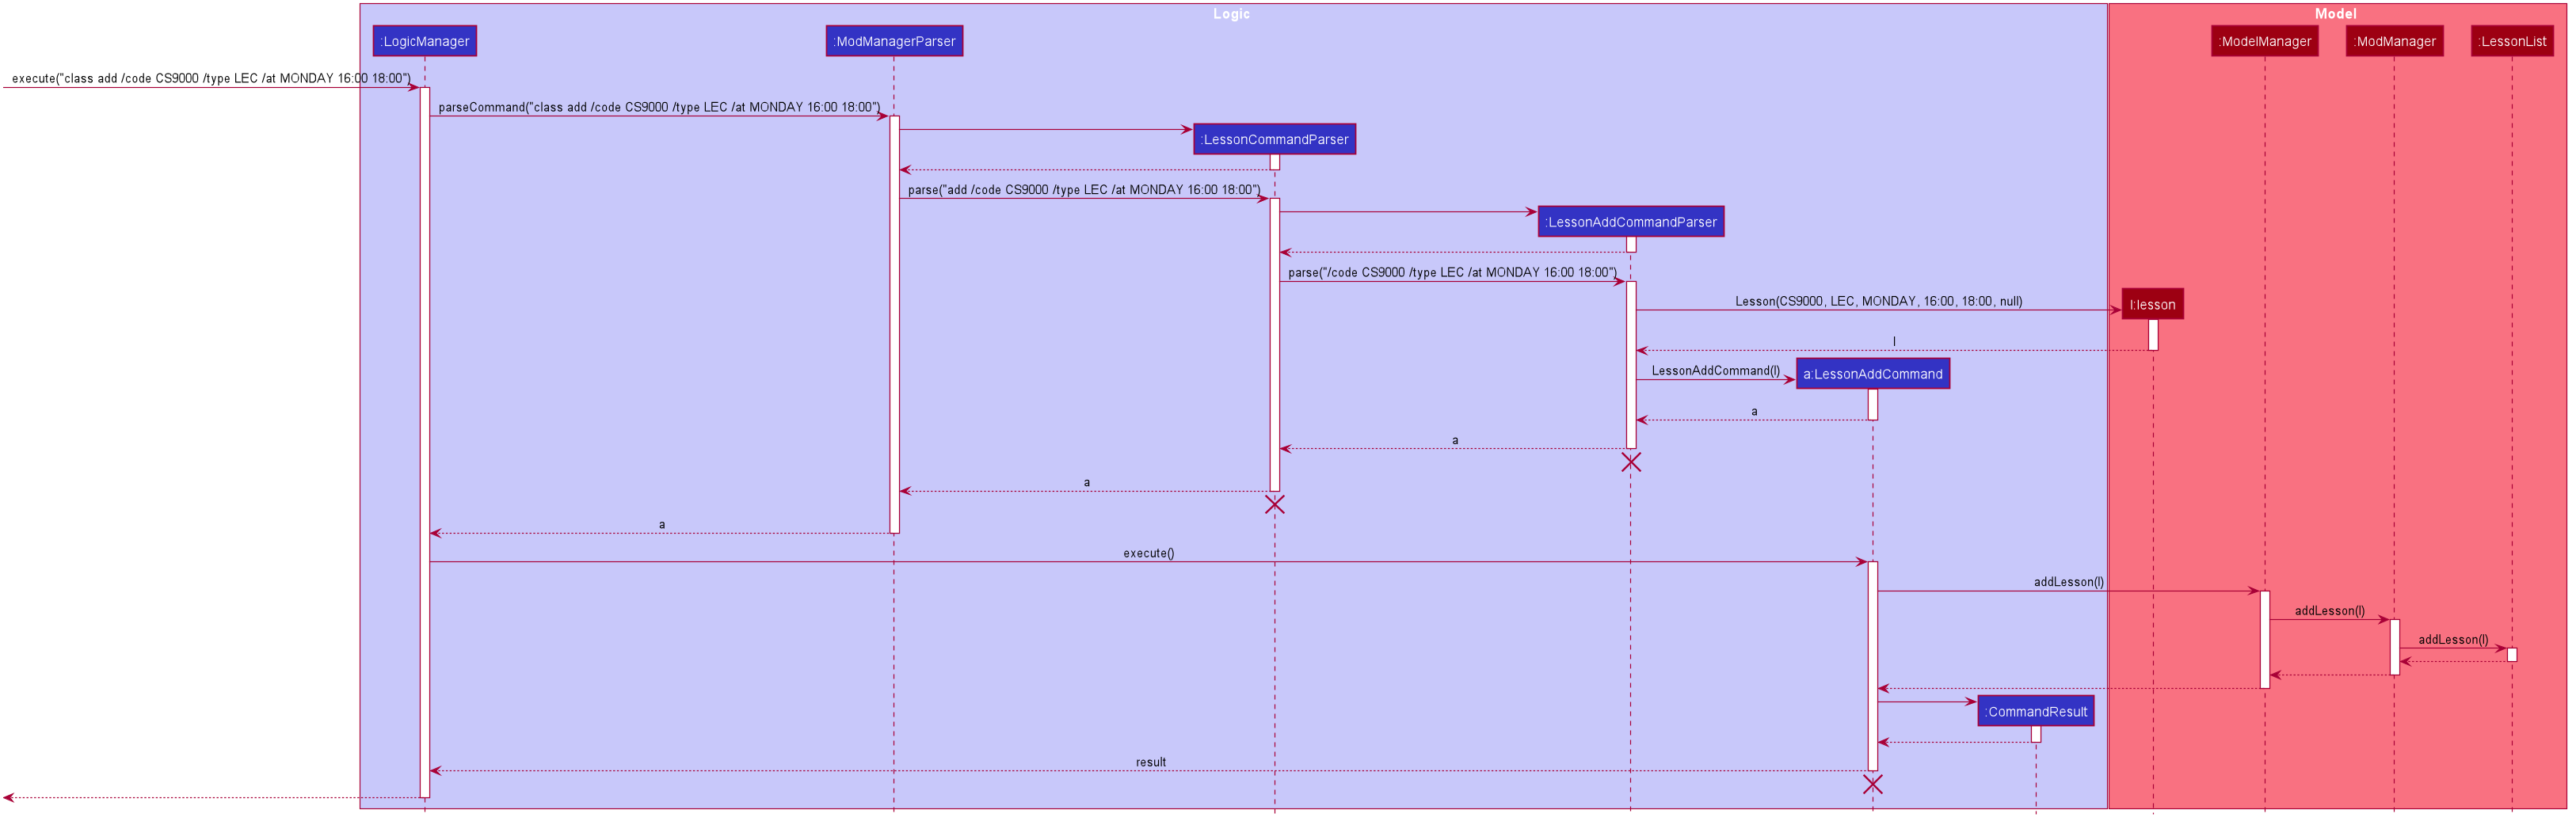 Logic
Model
:LogicManager
:ModManagerParser
:ModelManager
:ModManager
:LessonList
execute("class add /code CS9000 /type LEC /at MONDAY 16:00 18:00")
parseCommand("class add /code CS9000 /type LEC /at MONDAY 16:00 18:00")
:LessonCommandParser
parse("add /code CS9000 /type LEC /at MONDAY 16:00 18:00")
:LessonAddCommandParser
parse("/code CS9000 /type LEC /at MONDAY 16:00 18:00")
Lesson(CS9000, LEC, MONDAY, 16:00, 18:00, null)
l:lesson
l
LessonAddCommand(l)
a:LessonAddCommand
a
a
a
a
execute()
addLesson(l)
addLesson(l)
addLesson(l)
:CommandResult
result